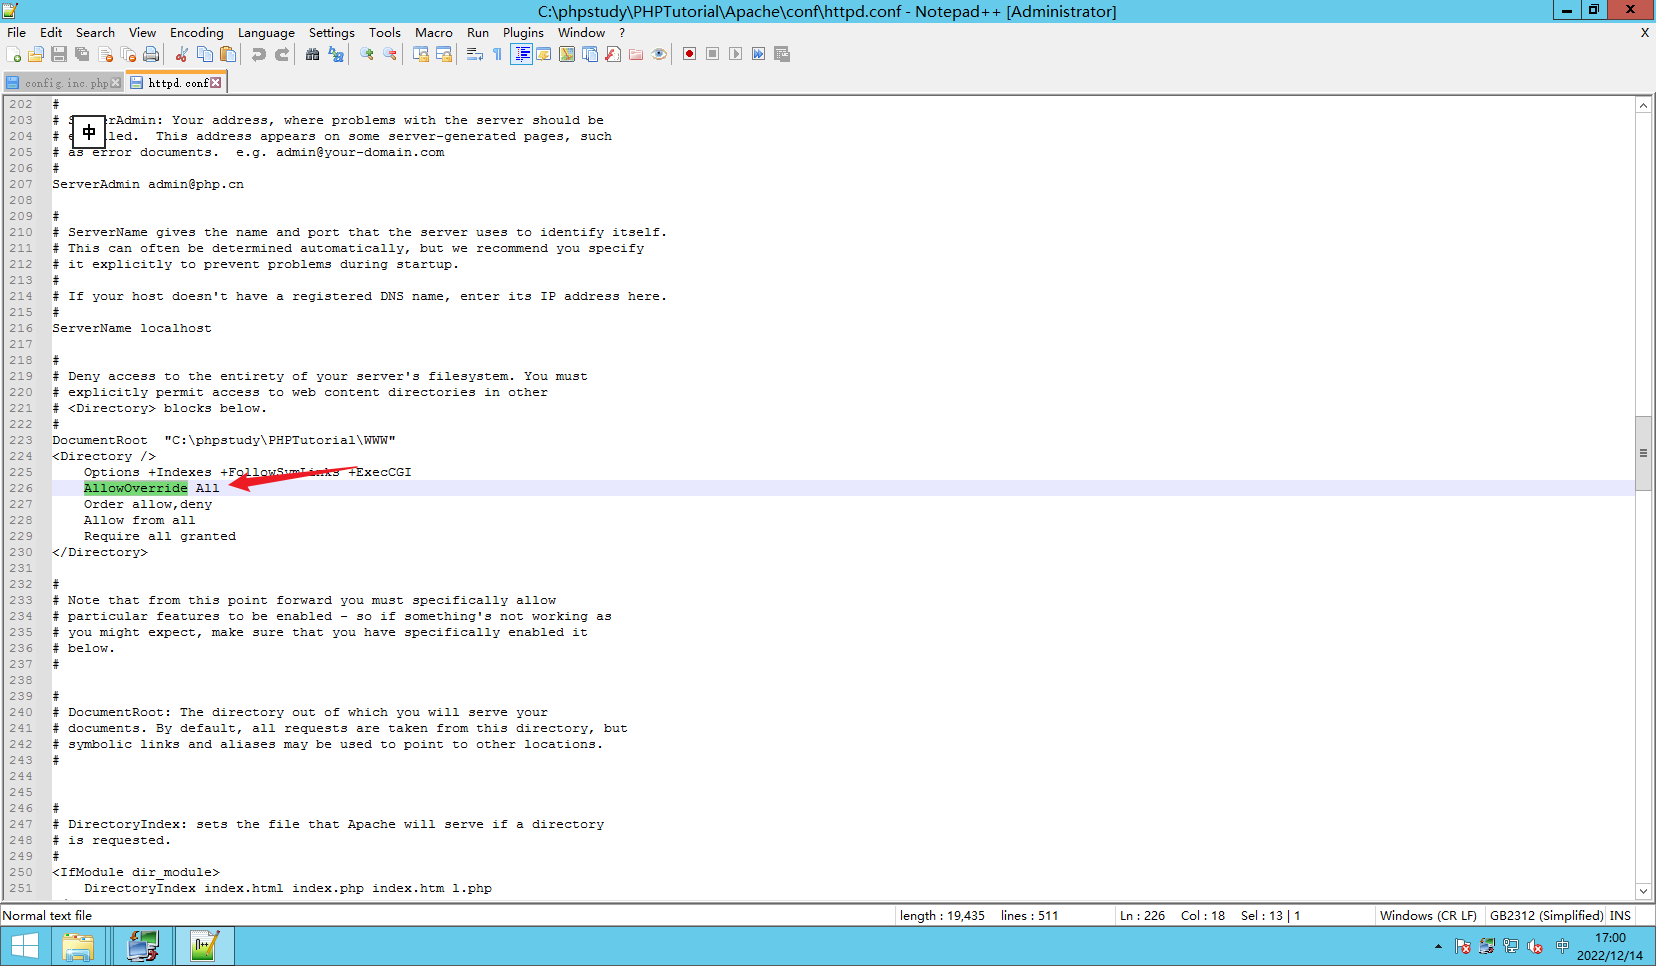 C:\phpstudy\PHPTutorial\Apache\conf\httpd.conf - Notepad++ [Administrator]
File Edit Search View Encoding Language Settings Tools Macro Run Plugins Window ? X
config.inc.php httpd.conf
202 #
203 # S rAdmin: Your address, where problems with the server should be
中
204 # e led.  This address appears on some server-generated pages, such
205 # as error documents.  e.g. admin@your-domain.com
206 #
207 ServerAdmin admin@php.cn
208
209 #
210 # ServerName gives the name and port that the server uses to identify itself.
211 # This can often be determined automatically, but we recommend you specify
212 # it explicitly to prevent problems during startup.
213 #
214 # If your host doesn't have a registered DNS name, enter its IP address here.
215 #
216 ServerName localhost
217
218 #
219 # Deny access to the entirety of your server's filesystem. You must
220 # explicitly permit access to web content directories in other
221 # <Directory> blocks below.
222 #
223 DocumentRoot  "C:\phpstudy\PHPTutorial\WWW"
224 <Directory />
225     Options +Indexes +FollowSymLinks +ExecCGI
226     AllowOverride All
227     Order allow,deny
228     Allow from all
229     Require all granted
230 </Directory>
231
232 #
233 # Note that from this point forward you must specifically allow
234 # particular features to be enabled - so if something's not working as
235 # you might expect, make sure that you have specifically enabled it
236 # below.
237 #
238
239 #
240 # DocumentRoot: The directory out of which you will serve your
241 # documents. By default, all requests are taken from this directory, but
242 # symbolic links and aliases may be used to point to other locations.
243 #
244
245
246 #
247 # DirectoryIndex: sets the file that Apache will serve if a directory
248 # is requested.
249 #
250 <IfModule dir_module>
251     DirectoryIndex index.html index.php index.htm l.php
Normal text file length : 19,435 lines : 511 Ln : 226 Col : 18 Sel : 13 | 1 Windows (CR LF) GB2312 (Simplified) INS
中 17:00
2022/12/14